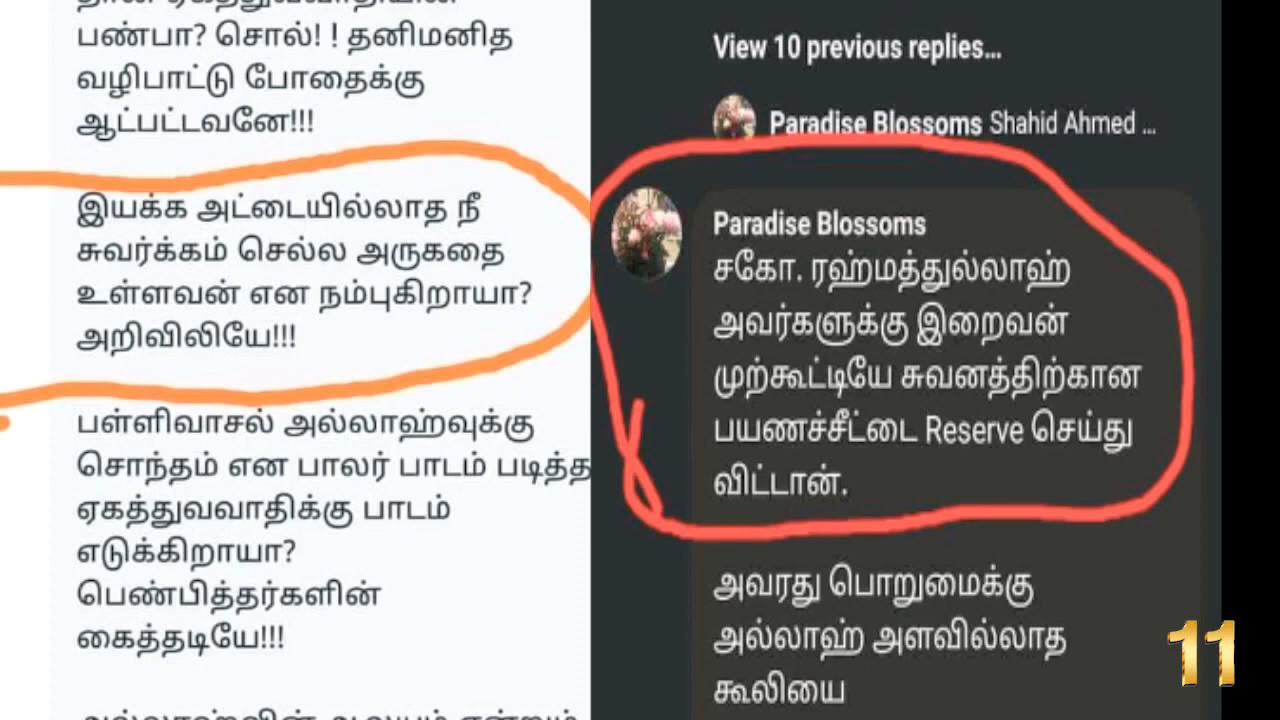 பண்பா? சொல்! ! தனிமனித
வழிபாட்டு போதைக்கு
ஆட்பட்டவனே!!!
இயக்க அட்டையில்லாத நீ
சுவர்க்கம் செல்ல அருகதை
உள்ளவன் என நம்புகிறாயா?
அறிவிலியே!!!
பள்ளிவாசல் அல்லாஹ்வுக்கு
சொந்தம் என பாலர் பாடம் படித்த
ஏகத்துவவாதிக்கு பாடம்
எடுக்கிறாயா?
பெண்பித்தர்களின்
கைத்தடியே!!!
View 10 previous replies...
Paradise Blossoms Shahid Ahmed ...
Paradise Blossoms
சகோ. ரஹ்மத்துல்லாஹ்
அவர்களுக்கு இறைவன்
முற்கூட்டியே சுவனத்திற்கான
பயணச்சீட்டை Reserve செய்து
விட்டான்.
அவரது பொறுமைக்கு
அல்லாஹ் அளவில்லாத
கூலியை
11